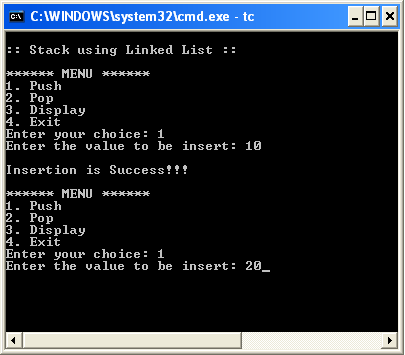 C:\WINDOWS\system32\cmd.exe - tc
:: Stack using Linked List ::
****** MENU ******
1. Push
2. Pop
3. Display
4. Exit
Enter your choice: 1
Enter the value to be insert: 10
Insertion is Success!!!
****** MENU ******
1. Push
2. Pop
3. Display
4. Exit
Enter your choice: 1
Enter the value to be insert: 20_